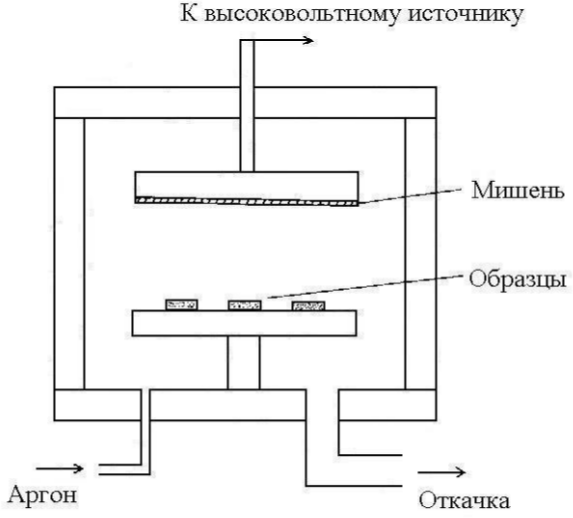 К высоковольтному источнику
Мишень
Образцы
Аргон
Откачка